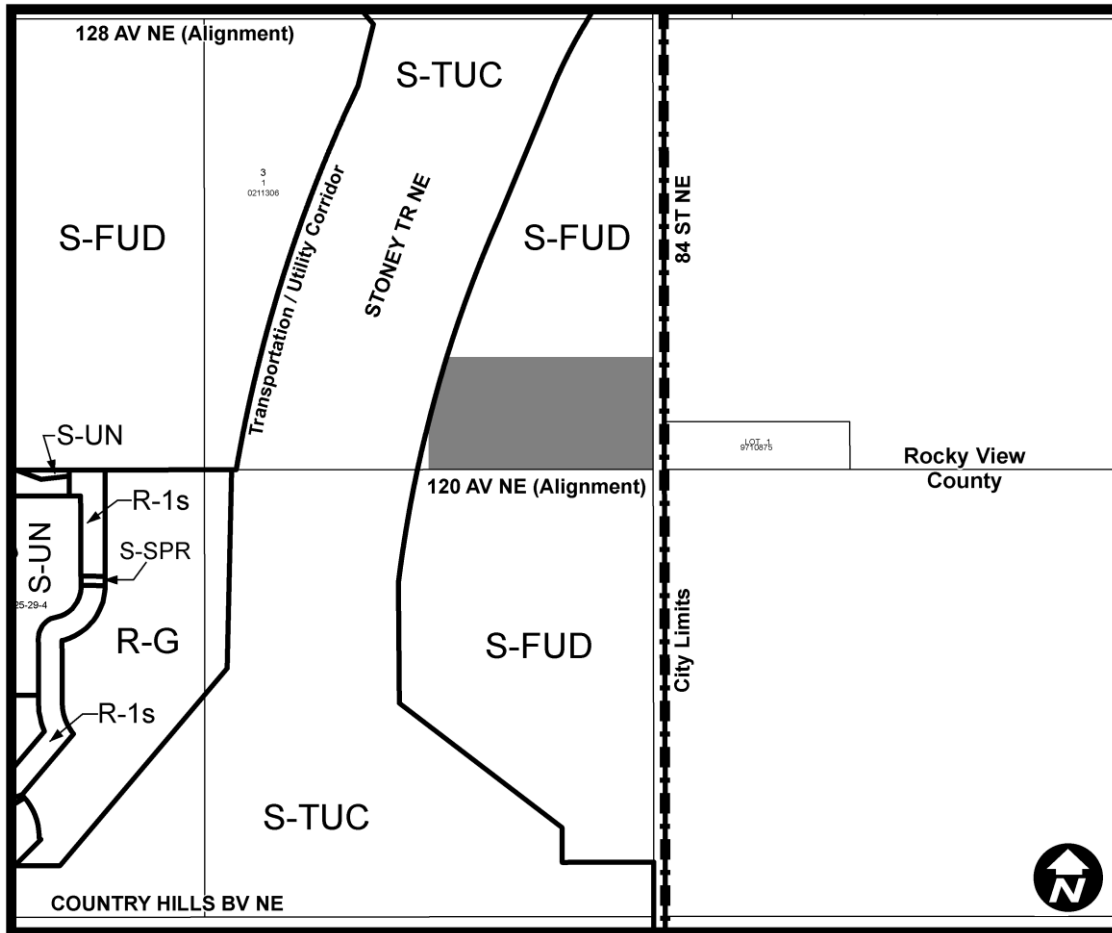 128 AV NE (Alignment)
S-TUC
3
1
0211306
S-FUD
Transportation / Utility Corridor
STONEY TR NE
S-FUD
84 ST NE
S-UN
R-1s
S-UN
S-SPR
25-29-4
R-G
R-1s
120 AV NE (Alignment)
LOT 1
9710875
Rocky View
County
S-FUD
City Limits
S-TUC
COUNTRY HILLS BV NE
N